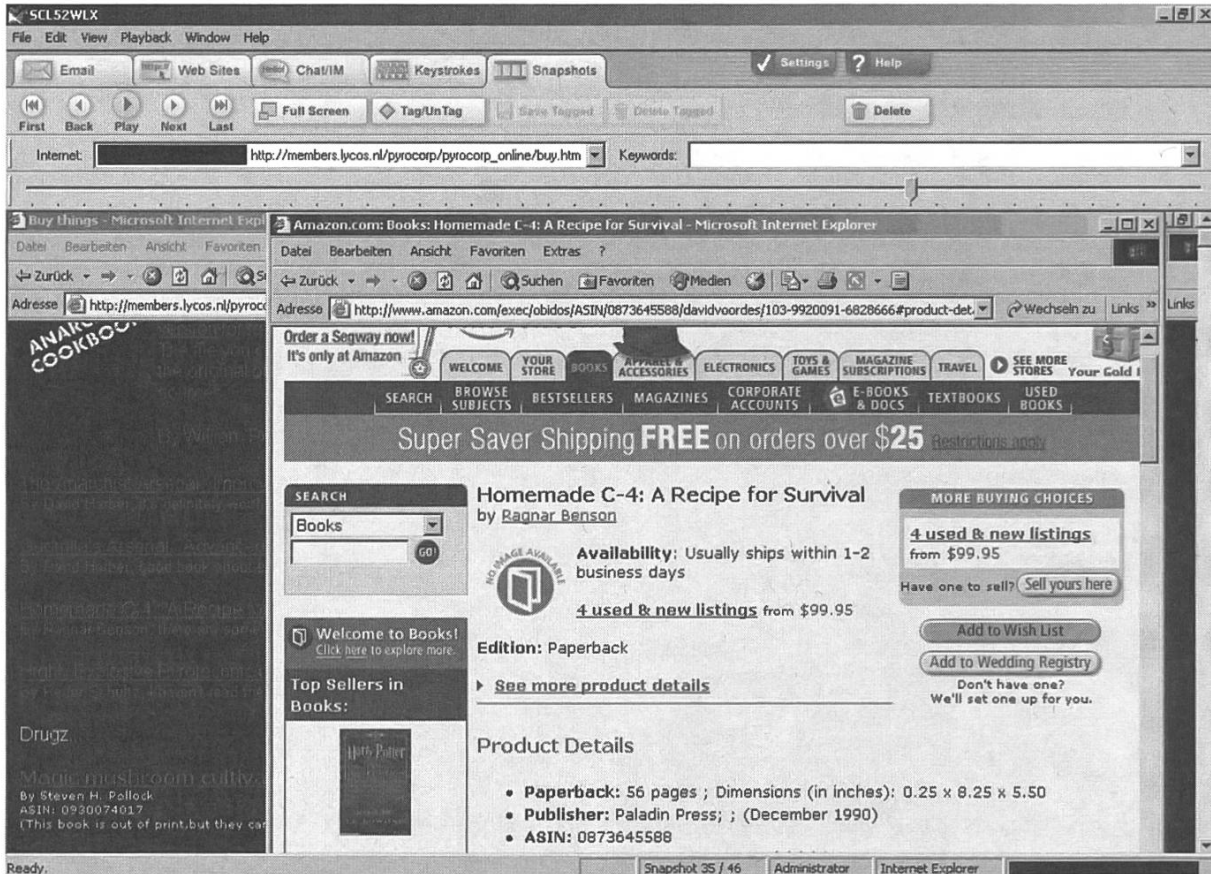 SCL52WLX
File Edit View Playback Window Help
Email Web Sites Chat/IM Keystrokes Snapshots Settings ? Help
First Back Play Next Last Full Screen Tag/UnTag Save Tagged Delete Tagged Delete
Internet: http://members.lycos.nl/pyrocorp/pyrocorp_online/buy.htm Keywords:
Buy things - Microsoft Internet Expl
Datei Bearbeiten Ansicht Favoriten
Zurück
Adresse http://members.lycos.nl/pyroco
COOKBOO
Drugz
Magic mushroom cultiv
By Steven H. Pollock
ASIN: 0930074017
(This book is out of print,but they car
Amazon.com: Books: Homemade C-4: A Recipe for Survival - Microsoft Internet Explorer
Datei Bearbeiten Ansicht Favoriten Extras ?
Zurück Suchen Favoriten Medien
Adresse http://www.amazon.com/exec/obidos/ASIN/0873645588/davidvoordes/103-9920091-6828666#product-det. Wechseln zu Links »
Links
Order a Segway now!
It's only at Amazon
WELCOME YOUR STORE BOOKS APPAREL & ACCESSORIES ELECTRONICS TOYS & GAMES MAGAZINE SUBSCRIPTIONS TRAVEL SEE MORE STORES Your Gold
SEARCH BROWSE SUBJECTS BESTSELLERS MAGAZINES CORPORATE ACCOUNTS E-BOOKS & DOCS TEXTBOOKS USED BOOKS
Super Saver Shipping FREE on orders over $25 Restrictions apply
SEARCH
Books
GO!
Welcome to Books!
Click here to explore more.
Top Sellers in
Books:
Harry Potter
Homemade C-4: A Recipe for Survival
by Ragnar Benson
NO IMAGE AVAILABLE
Availability: Usually ships within 1-2
business days
4 used & new listings from $99.95
Edition: Paperback
See more product details
MORE BUYING CHOICES
4 used & new listings
from $99.95
Have one to sell? Sell yours here
Add to Wish List
Add to Wedding Registry
Don't have one?
We'll set one up for you.
Product Details
• Paperback: 56 pages ; Dimensions (in inches): 0.25 x 8.25 x 5.50
• Publisher: Paladin Press; ; (December 1990)
• ASIN: 0873645588
Ready. Snapshot 35 / 46 Administrator Internet Explorer